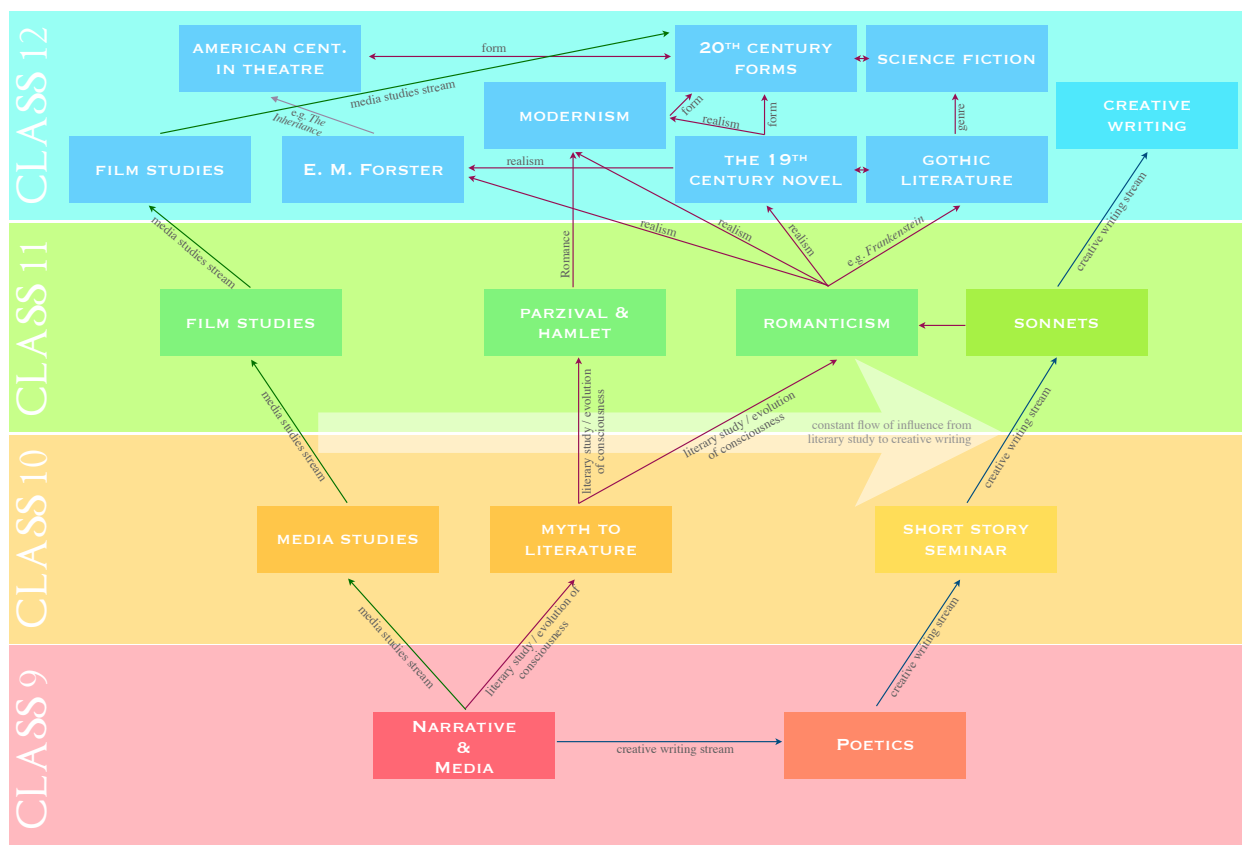 CLASS 12
AMERICAN CENT.
IN THEATRE
form
20TH CENTURY
FORMS
SCIENCE FICTION
media studies stream
e.g. The
Inheritance
MODERNISM
form
realism
form
genre
CREATIVE
WRITING
FILM STUDIES
E. M. FORSTER
realism
THE 19TH
CENTURY NOVEL
GOTHIC
LITERATURE
CLASS 11
media studies stream
Romance
realism
realism
realism
e.g. Frankenstein
creative writing stream
FILM STUDIES
PARZIVAL &
HAMLET
ROMANTICISM
SONNETS
media studies stream
literary study / evolution
of consciousness
literary study / evolution
of consciousness
constant flow of influence from
literary study to creative writing
creative writing stream
CLASS 10
MEDIA STUDIES
MYTH TO
LITERATURE
SHORT STORY
SEMINAR
media studies stream
literary study / evolution of
consciousness
creative writing stream
CLASS 9
NARRATIVE
&
MEDIA
creative writing stream
POETICS